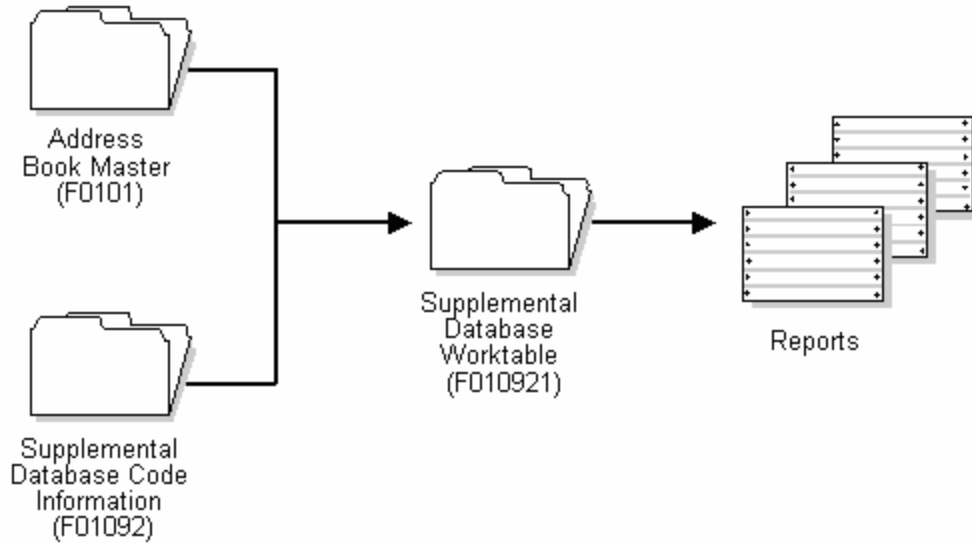 Address
Book Master
(F0101)
Supplemental
Database Code
Information
(F01092)
Supplemental
Database
Worktable
(F010921)
Reports